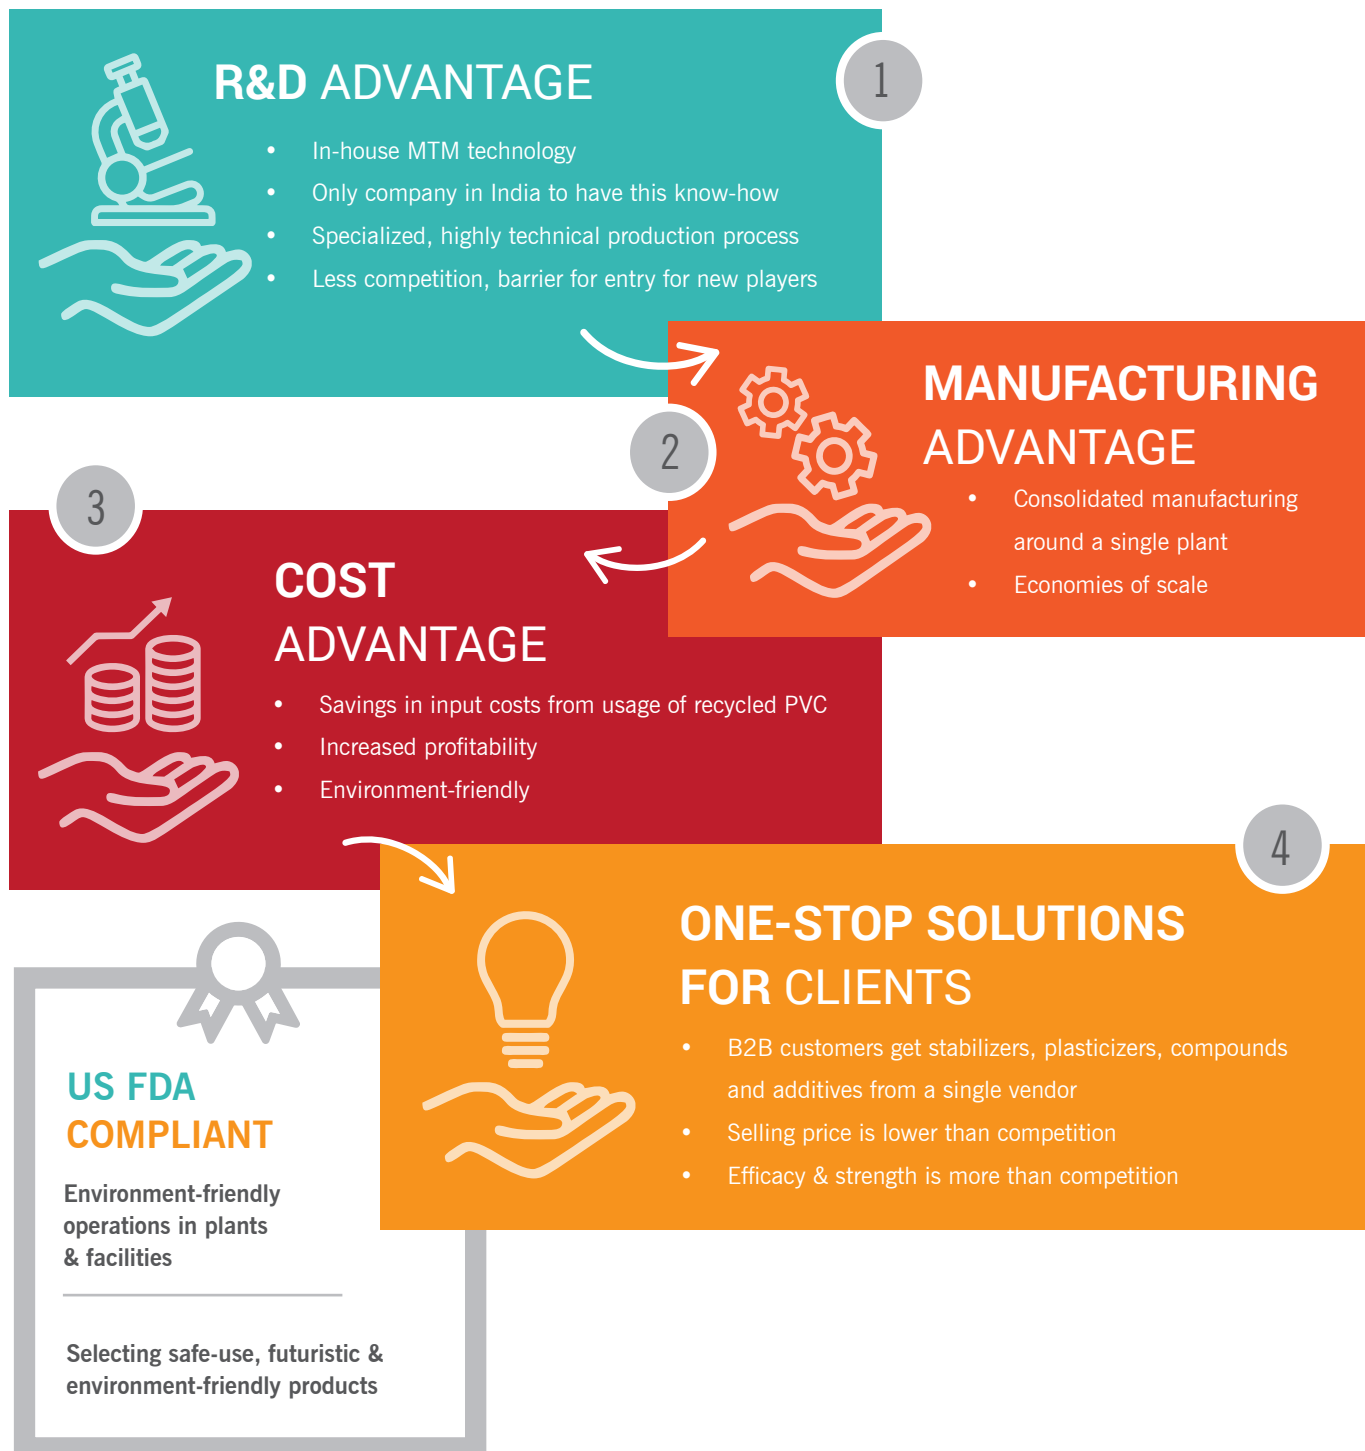 R&D ADVANTAGE
1
• In-house MTM technology
• Only company in India to have this know-how
• Specialized, highly technical production process
• Less competition, barrier for entry for new players
2
MANUFACTURING
ADVANTAGE
• Consolidated manufacturing
around a single plant
• Economies of scale
3
COST
ADVANTAGE
• Savings in input costs from usage of recycled PVC
• Increased profitability
• Environment-friendly
4
ONE-STOP SOLUTIONS
FOR CLIENTS
• B2B customers get stabilizers, plasticizers, compounds
and additives from a single vendor
• Selling price is lower than competition
• Efficacy & strength is more than competition
US FDA
COMPLIANT
Environment-friendly
operations in plants
& facilities
Selecting safe-use, futuristic &
environment-friendly products